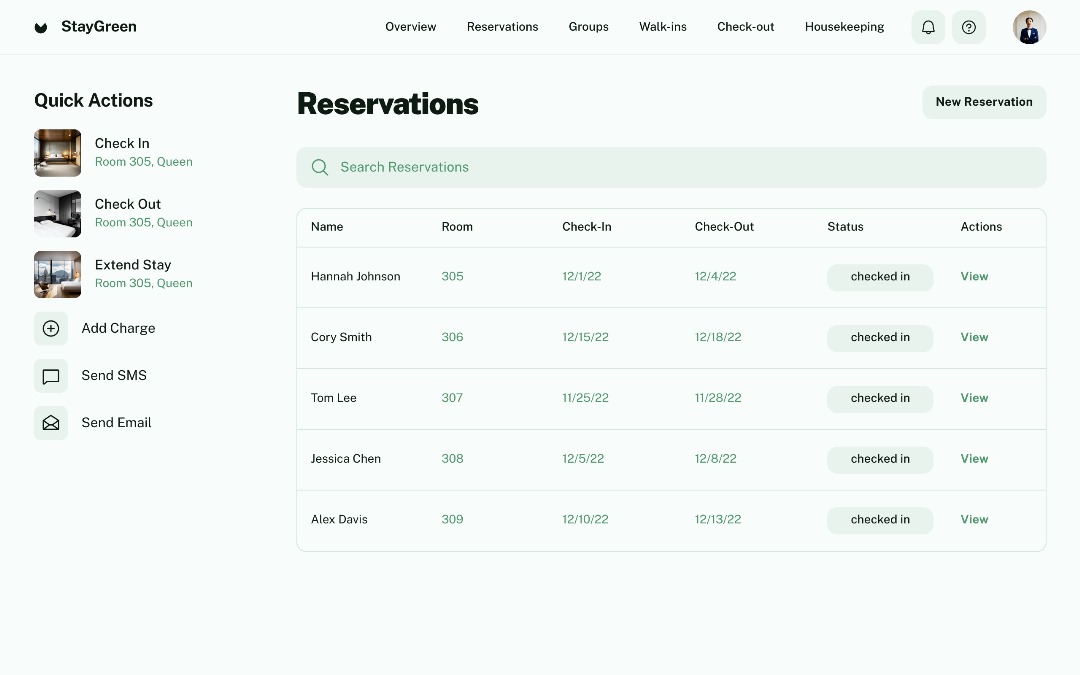 StayGreen
Overview Reservations Groups Walk-ins Check-out Housekeeping
Quick Actions
Check In
Room 305, Queen
Check Out
Room 305, Queen
Extend Stay
Room 305, Queen
Add Charge
Send SMS
Send Email
Reservations
New Reservation
Search Reservations
Name Room Check-In Check-Out Status Actions
Hannah Johnson 305 12/1/22 12/4/22 checked in View
Cory Smith 306 12/15/22 12/18/22 checked in View
Tom Lee 307 11/25/22 11/28/22 checked in View
Jessica Chen 308 12/5/22 12/8/22 checked in View
Alex Davis 309 12/10/22 12/13/22 checked in View